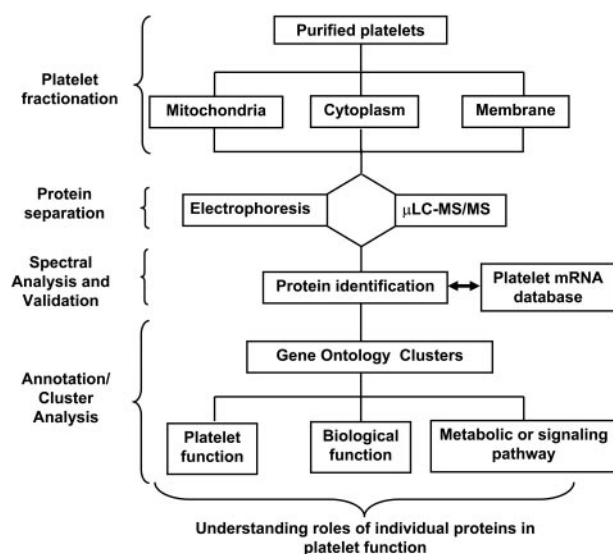 Purified platelets
Platelet
fractionation
Mitochondria
Cytoplasm
Membrane
Protein
separation
Electrophoresis
μLC-MS/MS
Spectral
Analysis and
Validation
Protein identification
Platelet mRNA
database
Annotation/
Cluster
Analysis
Gene Ontology Clusters
Platelet
function
Biological
function
Metabolic or signaling
pathway
Understanding roles of individual proteins in
platelet function